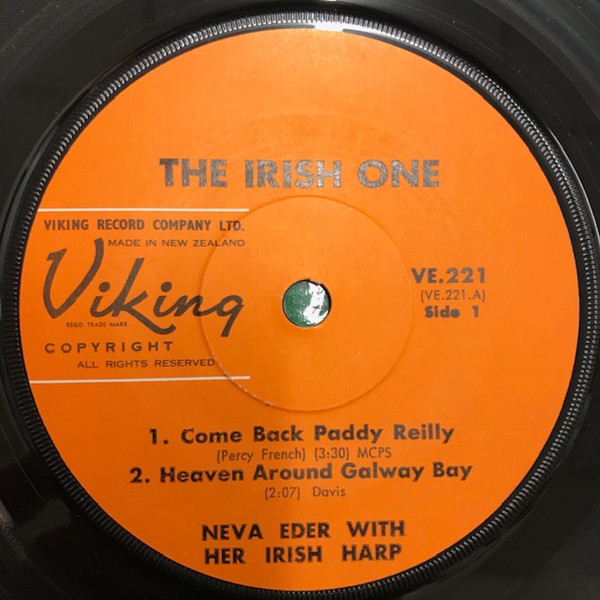 THE IRISH ONE
VIKING RECORD COMPANY LTD.
MADE IN NEW ZEALAND
Viking
REGD. TRADE MARK
COPYRIGHT
ALL RIGHTS RESERVED
VE.221
(VE.221.A)
Side 1
1. Come Back Paddy Reilly
(Percy French) (3:30) MCPS
2. Heaven Around Galway Bay
(2:07) Davis
NEVA EDER WITH
HER IRISH HARP